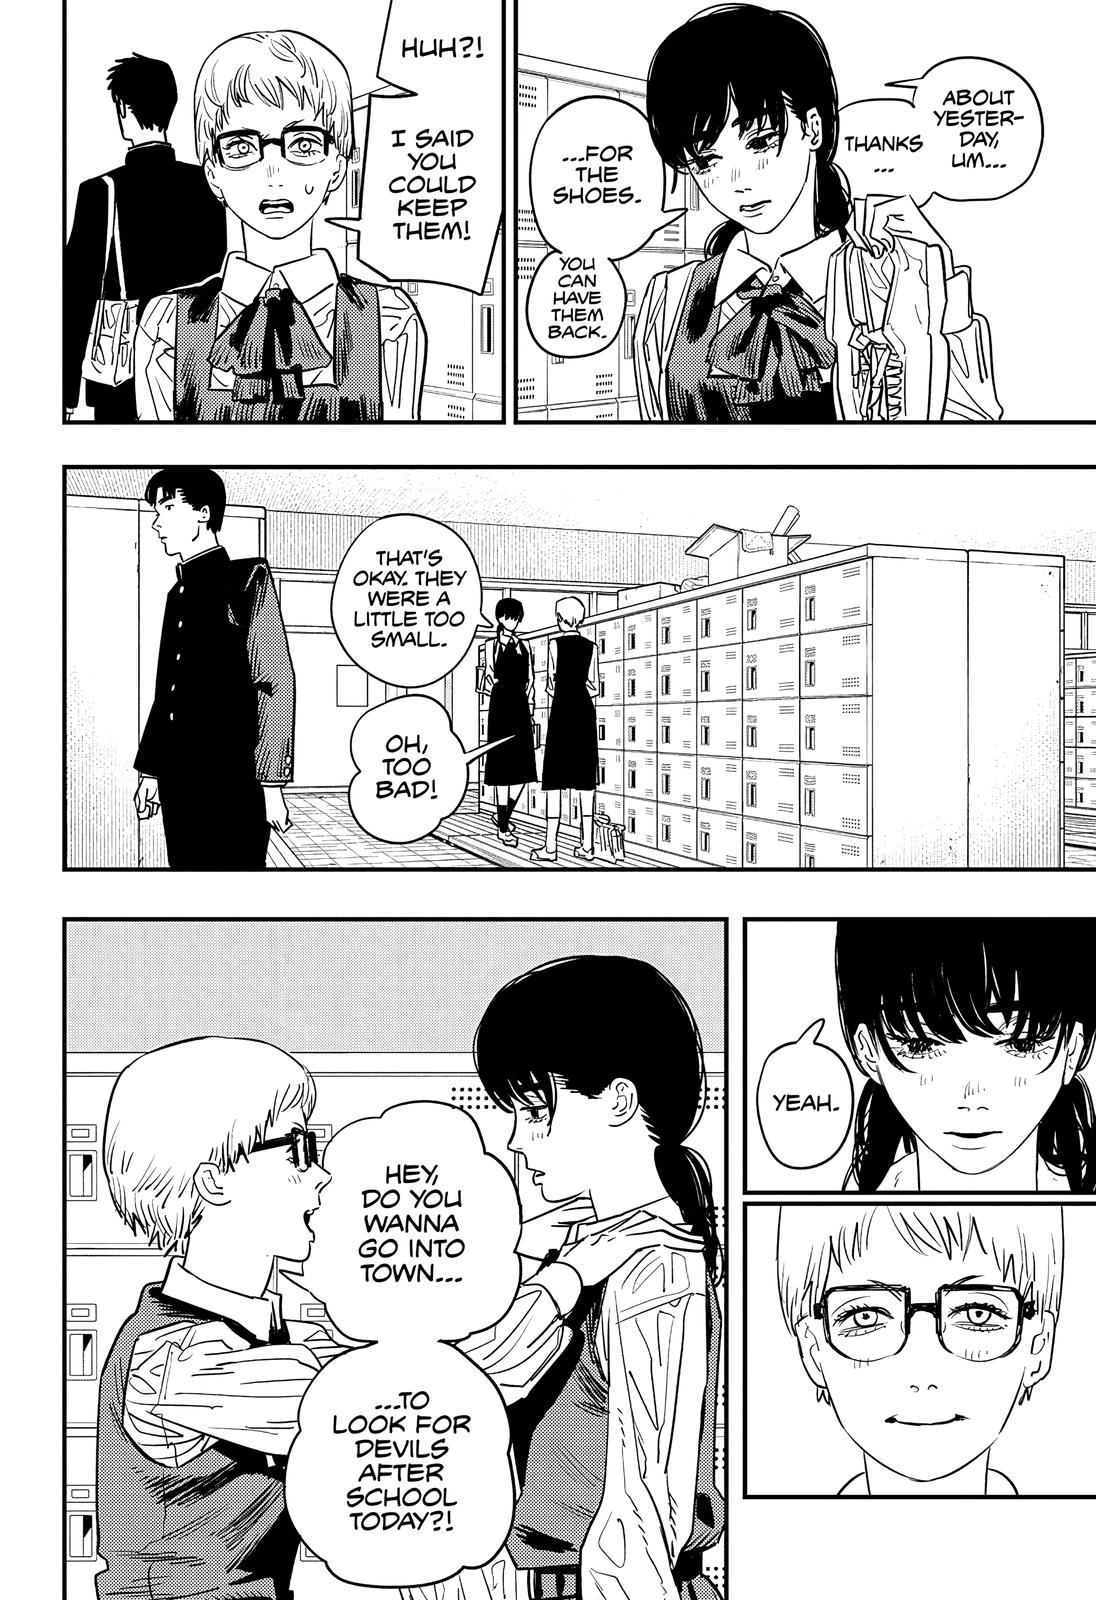 ABOUT
YESTER-
DAY,
UM...
THANKS
...
...FOR
THE
SHOES.
YOU
CAN
HAVE
THEM
BACK.
HUH?!
I SAID
YOU
COULD
KEEP
THEM!
THAT'S
OKAY. THEY
WERE A
LITTLE TOO
SMALL.
OH,
TOO
BAD!
YEAH.
HEY,
DO YOU
WANNA
GO INTO
TOWN...
...TO
LOOK FOR
DEVILS
AFTER
SCHOOL
TODAY?!